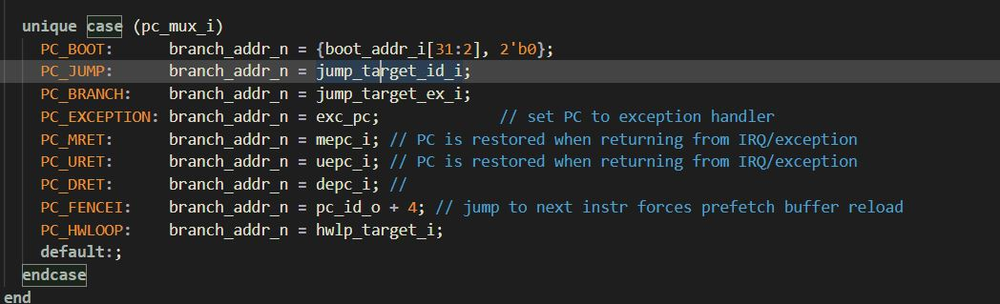 unique case (pc_mux_i)
PC_BOOT: branch_addr_n = {boot_addr_i[31:2], 2'b0};
PC_JUMP: branch_addr_n = jump_target_id_i;
PC_BRANCH: branch_addr_n = jump_target_ex_i;
PC_EXCEPTION: branch_addr_n = exc_pc; // set PC to exception handler
PC_MRET: branch_addr_n = mepc_i; // PC is restored when returning from IRQ/exception
PC_URET: branch_addr_n = uepc_i; // PC is restored when returning from IRQ/exception
PC_DRET: branch_addr_n = depc_i; //
PC_FENCEI: branch_addr_n = pc_id_o + 4; // jump to next instr forces prefetch buffer reload
PC_HWLOOP: branch_addr_n = hwlp_target_i;
default:;
endcase
end